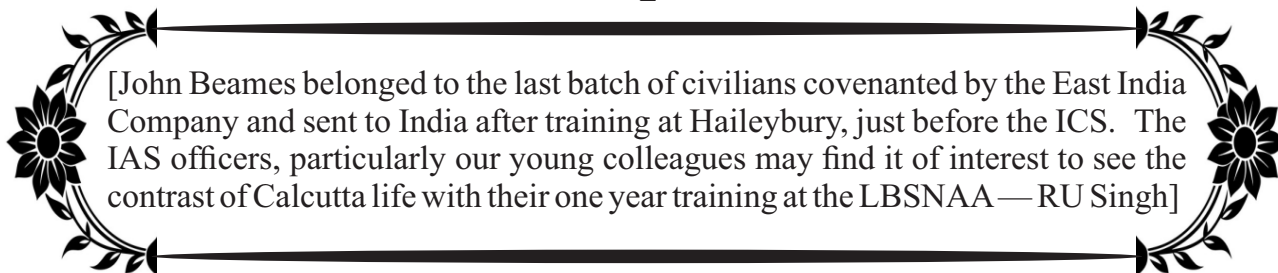 [John Beames belonged to the last batch of civilians covenanted by the East India
Company and sent to India after training at Haileybury, just before the ICS. The
IAS officers, particularly our young colleagues may find it of interest to see the
contrast of Calcutta life with their one year training at the LBSNAA — RU Singh]